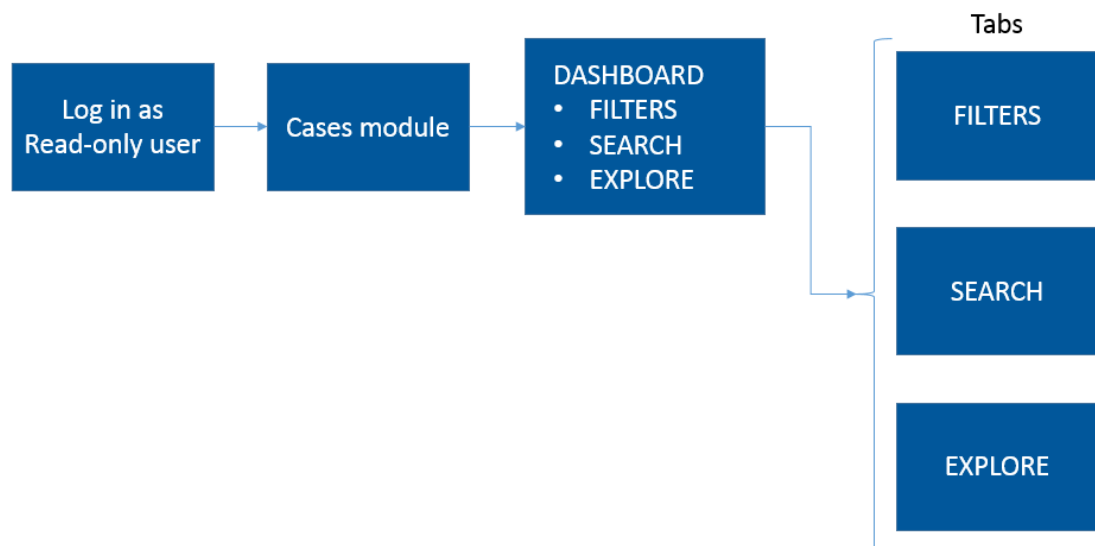 Log in as
Read-only user
Cases module
DASHBOARD
• FILTERS
• SEARCH
• EXPLORE
Tabs
FILTERS
SEARCH
EXPLORE